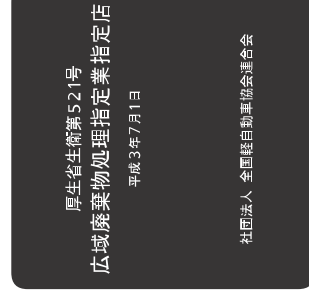 厚生省生衛第521号
広域廃棄物処理指定業指定店
平成3年7月1日
社団法人 全国軽自動車協会連合会